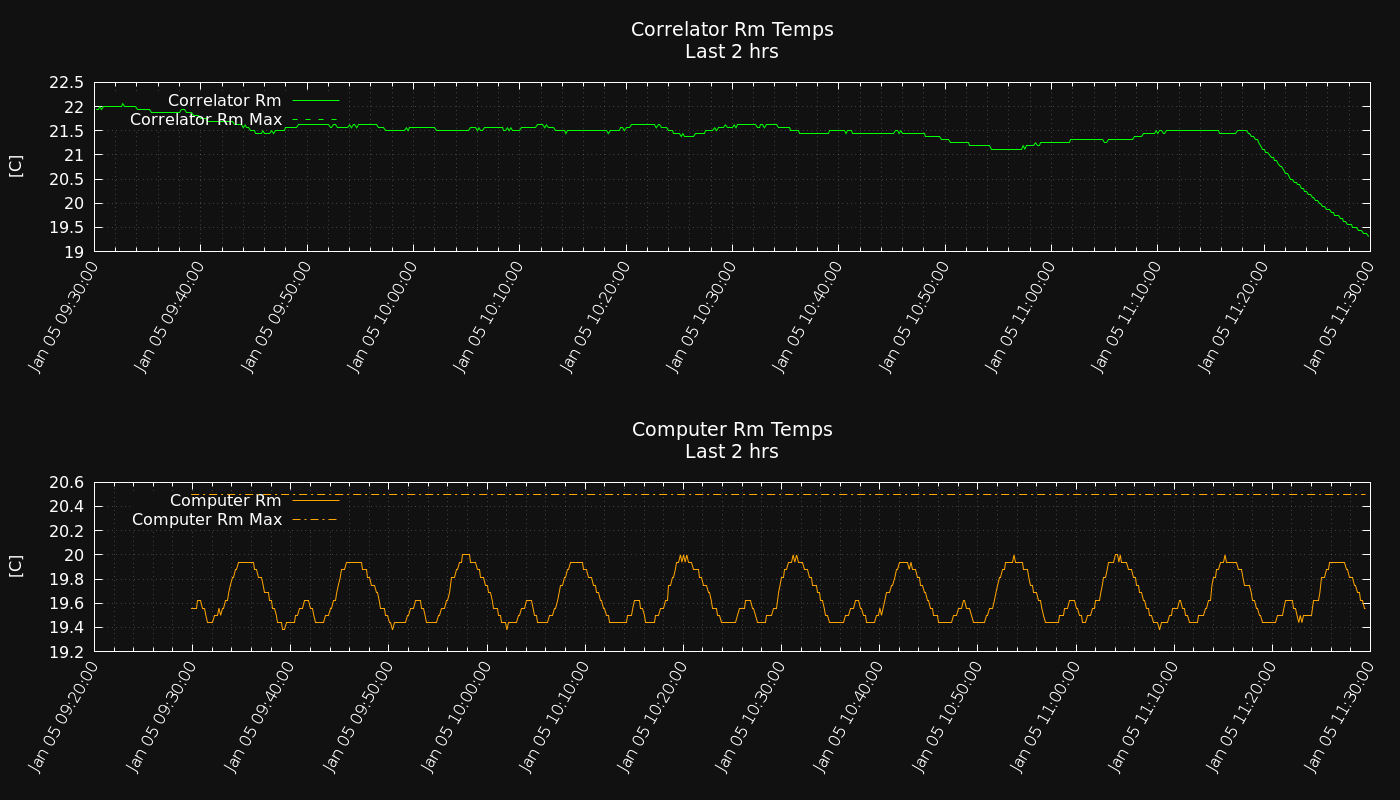 Correlator Rm Temps
Last 2 hrs
Correlator Rm
Correlator Rm Max
[C]
22.5
22
21.5
21
20.5
20
19.5
19
Jan 05 09:30:00
Jan 05 09:40:00
Jan 05 09:50:00
Jan 05 10:00:00
Jan 05 10:10:00
Jan 05 10:20:00
Jan 05 10:30:00
Jan 05 10:40:00
Jan 05 10:50:00
Jan 05 11:00:00
Jan 05 11:10:00
Jan 05 11:20:00
Jan 05 11:30:00
Computer Rm Temps
Last 2 hrs
Computer Rm
Computer Rm Max
[C]
20.6
20.4
20.2
20
19.8
19.6
19.4
19.2
Jan 05 09:20:00
Jan 05 09:30:00
Jan 05 09:40:00
Jan 05 09:50:00
Jan 05 10:00:00
Jan 05 10:10:00
Jan 05 10:20:00
Jan 05 10:30:00
Jan 05 10:40:00
Jan 05 10:50:00
Jan 05 11:00:00
Jan 05 11:10:00
Jan 05 11:20:00
Jan 05 11:30:00